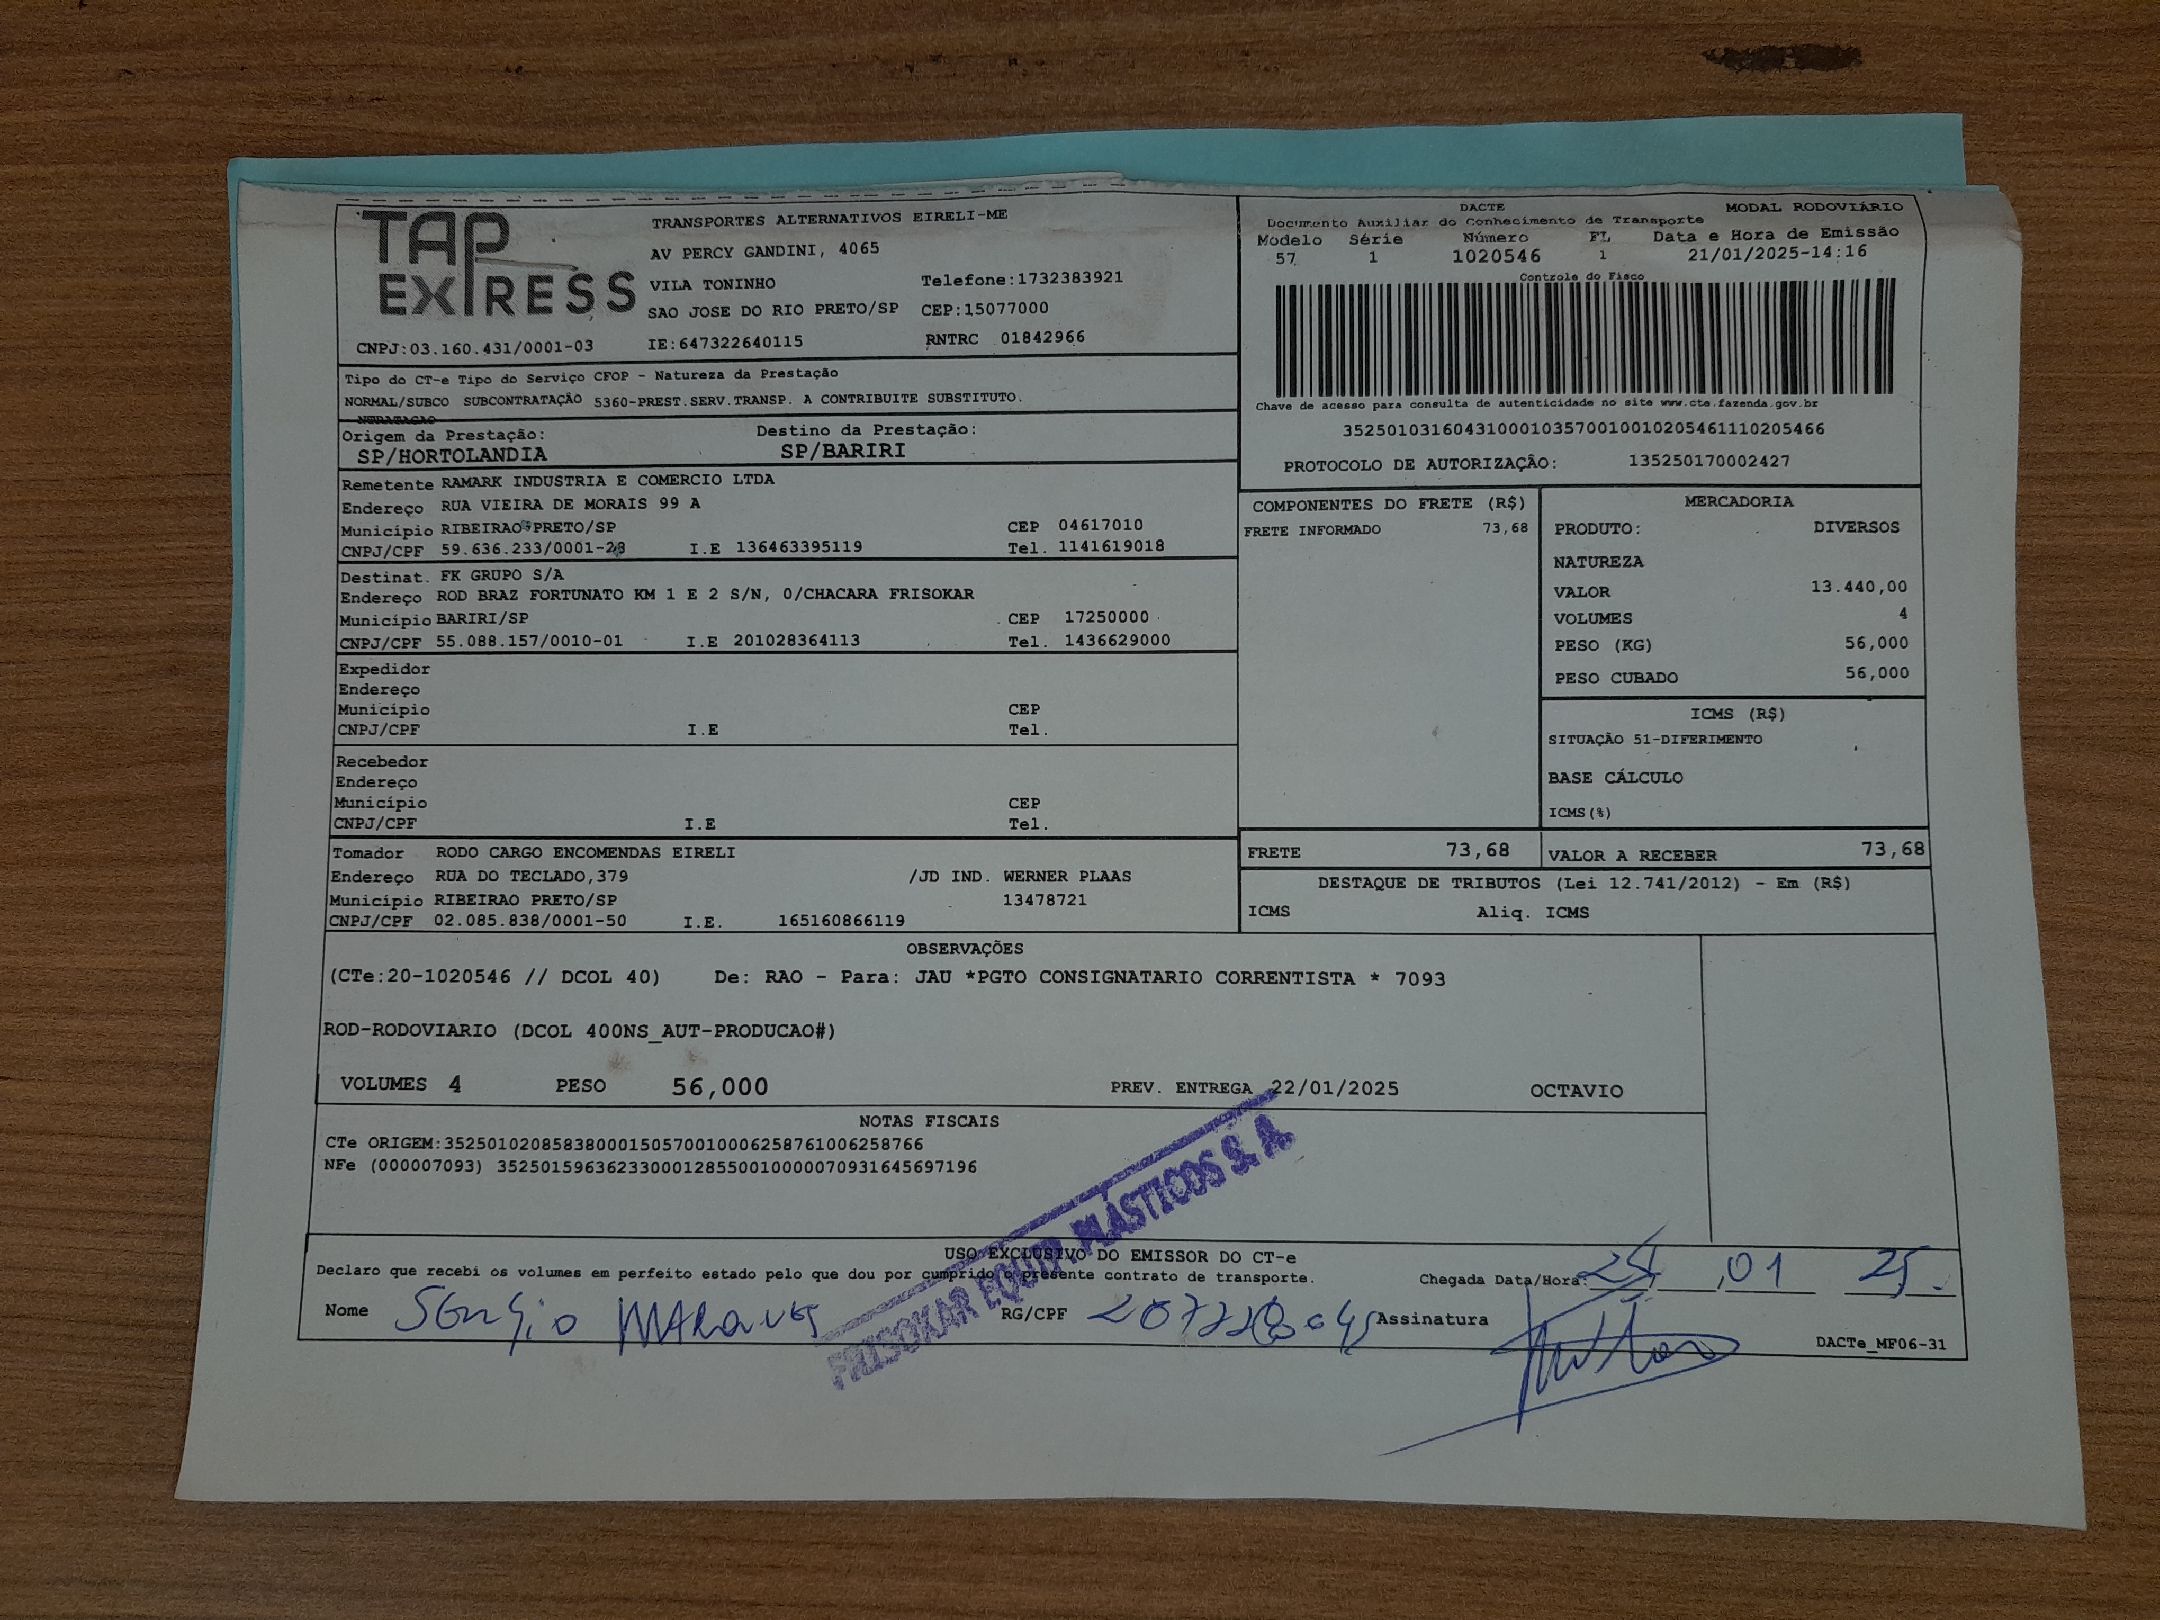 TAP EXPRESS
TRANSPORTES ALTERNATIVOS EIRELI-ME
AV PERCY GANDINI, 4065
VILA TONINHO Telefone:1732383921
SAO JOSE DO RIO PRETO/SP CEP:15077000
CNPJ:03.160.431/0001-03 IE:647322640115 RNTRC 01842966
DACTE MODAL RODOVIÁRIO
Documento Auxiliar do Conhecimento de Transporte
Modelo Série Número FL Data e Hora de Emissão
57 1 1020546 1 21/01/2025-14:16
Controle do Fisco
Chave de acesso para consulta de autenticidade no site www.cte.fazenda.gov.br
35250103160431000103570010010205461110205466
PROTOCOLO DE AUTORIZAÇÃO: 135250170002427
Tipo do CT-e Tipo do Serviço CFOP - Natureza da Prestação
NORMAL/SUBCO SUBCONTRATAÇÃO 5360-PREST.SERV.TRANSP. A CONTRIBUITE SUBSTITUTO.
NTRATACAO
Origem da Prestação: Destino da Prestação:
SP/HORTOLANDIA SP/BARIRI
Remetente RAMARK INDUSTRIA E COMERCIO LTDA
Endereço RUA VIEIRA DE MORAIS 99 A
Município RIBEIRAO PRETO/SP CEP 04617010
CNPJ/CPF 59.636.233/0001-28 I.E 136463395119 Tel. 1141619018
Destinat. FK GRUPO S/A
Endereço ROD BRAZ FORTUNATO KM 1 E 2 S/N, 0/CHACARA FRISOKAR
Município BARIRI/SP CEP 17250000
CNPJ/CPF 55.088.157/0010-01 I.E 201028364113 Tel. 1436629000
Expedidor
Endereço
Município CEP
CNPJ/CPF I.E Tel.
Recebedor
Endereço
Município CEP
CNPJ/CPF I.E Tel.
Tomador RODO CARGO ENCOMENDAS EIRELI
Endereço RUA DO TECLADO,379 /JD IND. WERNER PLAAS
Município RIBEIRAO PRETO/SP 13478721
CNPJ/CPF 02.085.838/0001-50 I.E. 165160866119
COMPONENTES DO FRETE (R$)
FRETE INFORMADO 73,68
MERCADORIA
PRODUTO: DIVERSOS
NATUREZA
VALOR 13.440,00
VOLUMES 4
PESO (KG) 56,000
PESO CUBADO 56,000
ICMS (R$)
SITUAÇÃO 51-DIFERIMENTO
BASE CÁLCULO
ICMS(%)
FRETE 73,68 VALOR A RECEBER 73,68
DESTAQUE DE TRIBUTOS (Lei 12.741/2012) - Em (R$)
ICMS Aliq. ICMS
OBSERVAÇÕES
(CTe:20-1020546 // DCOL 40) De: RAO - Para: JAU *PGTO CONSIGNATARIO CORRENTISTA * 7093
ROD-RODOVIARIO (DCOL 400NS_AUT-PRODUCAO#)
VOLUMES 4 PESO 56,000 PREV. ENTREGA 22/01/2025 OCTAVIO
NOTAS FISCAIS
CTe ORIGEM:35250102085838000150570010006258761006258766
NFe (000007093) 35250159636233000128550010000070931645697196
FRISOKAR EQUIP. PLÁSTICOS S.A.
USO EXCLUSIVO DO EMISSOR DO CT-e
Declaro que recebi os volumes em perfeito estado pelo que dou por cumprido o presente contrato de transporte. Chegada Data/Hora: 01 25
Nome Sérgio RG/CPF Assinatura
DACTe_MF06-31